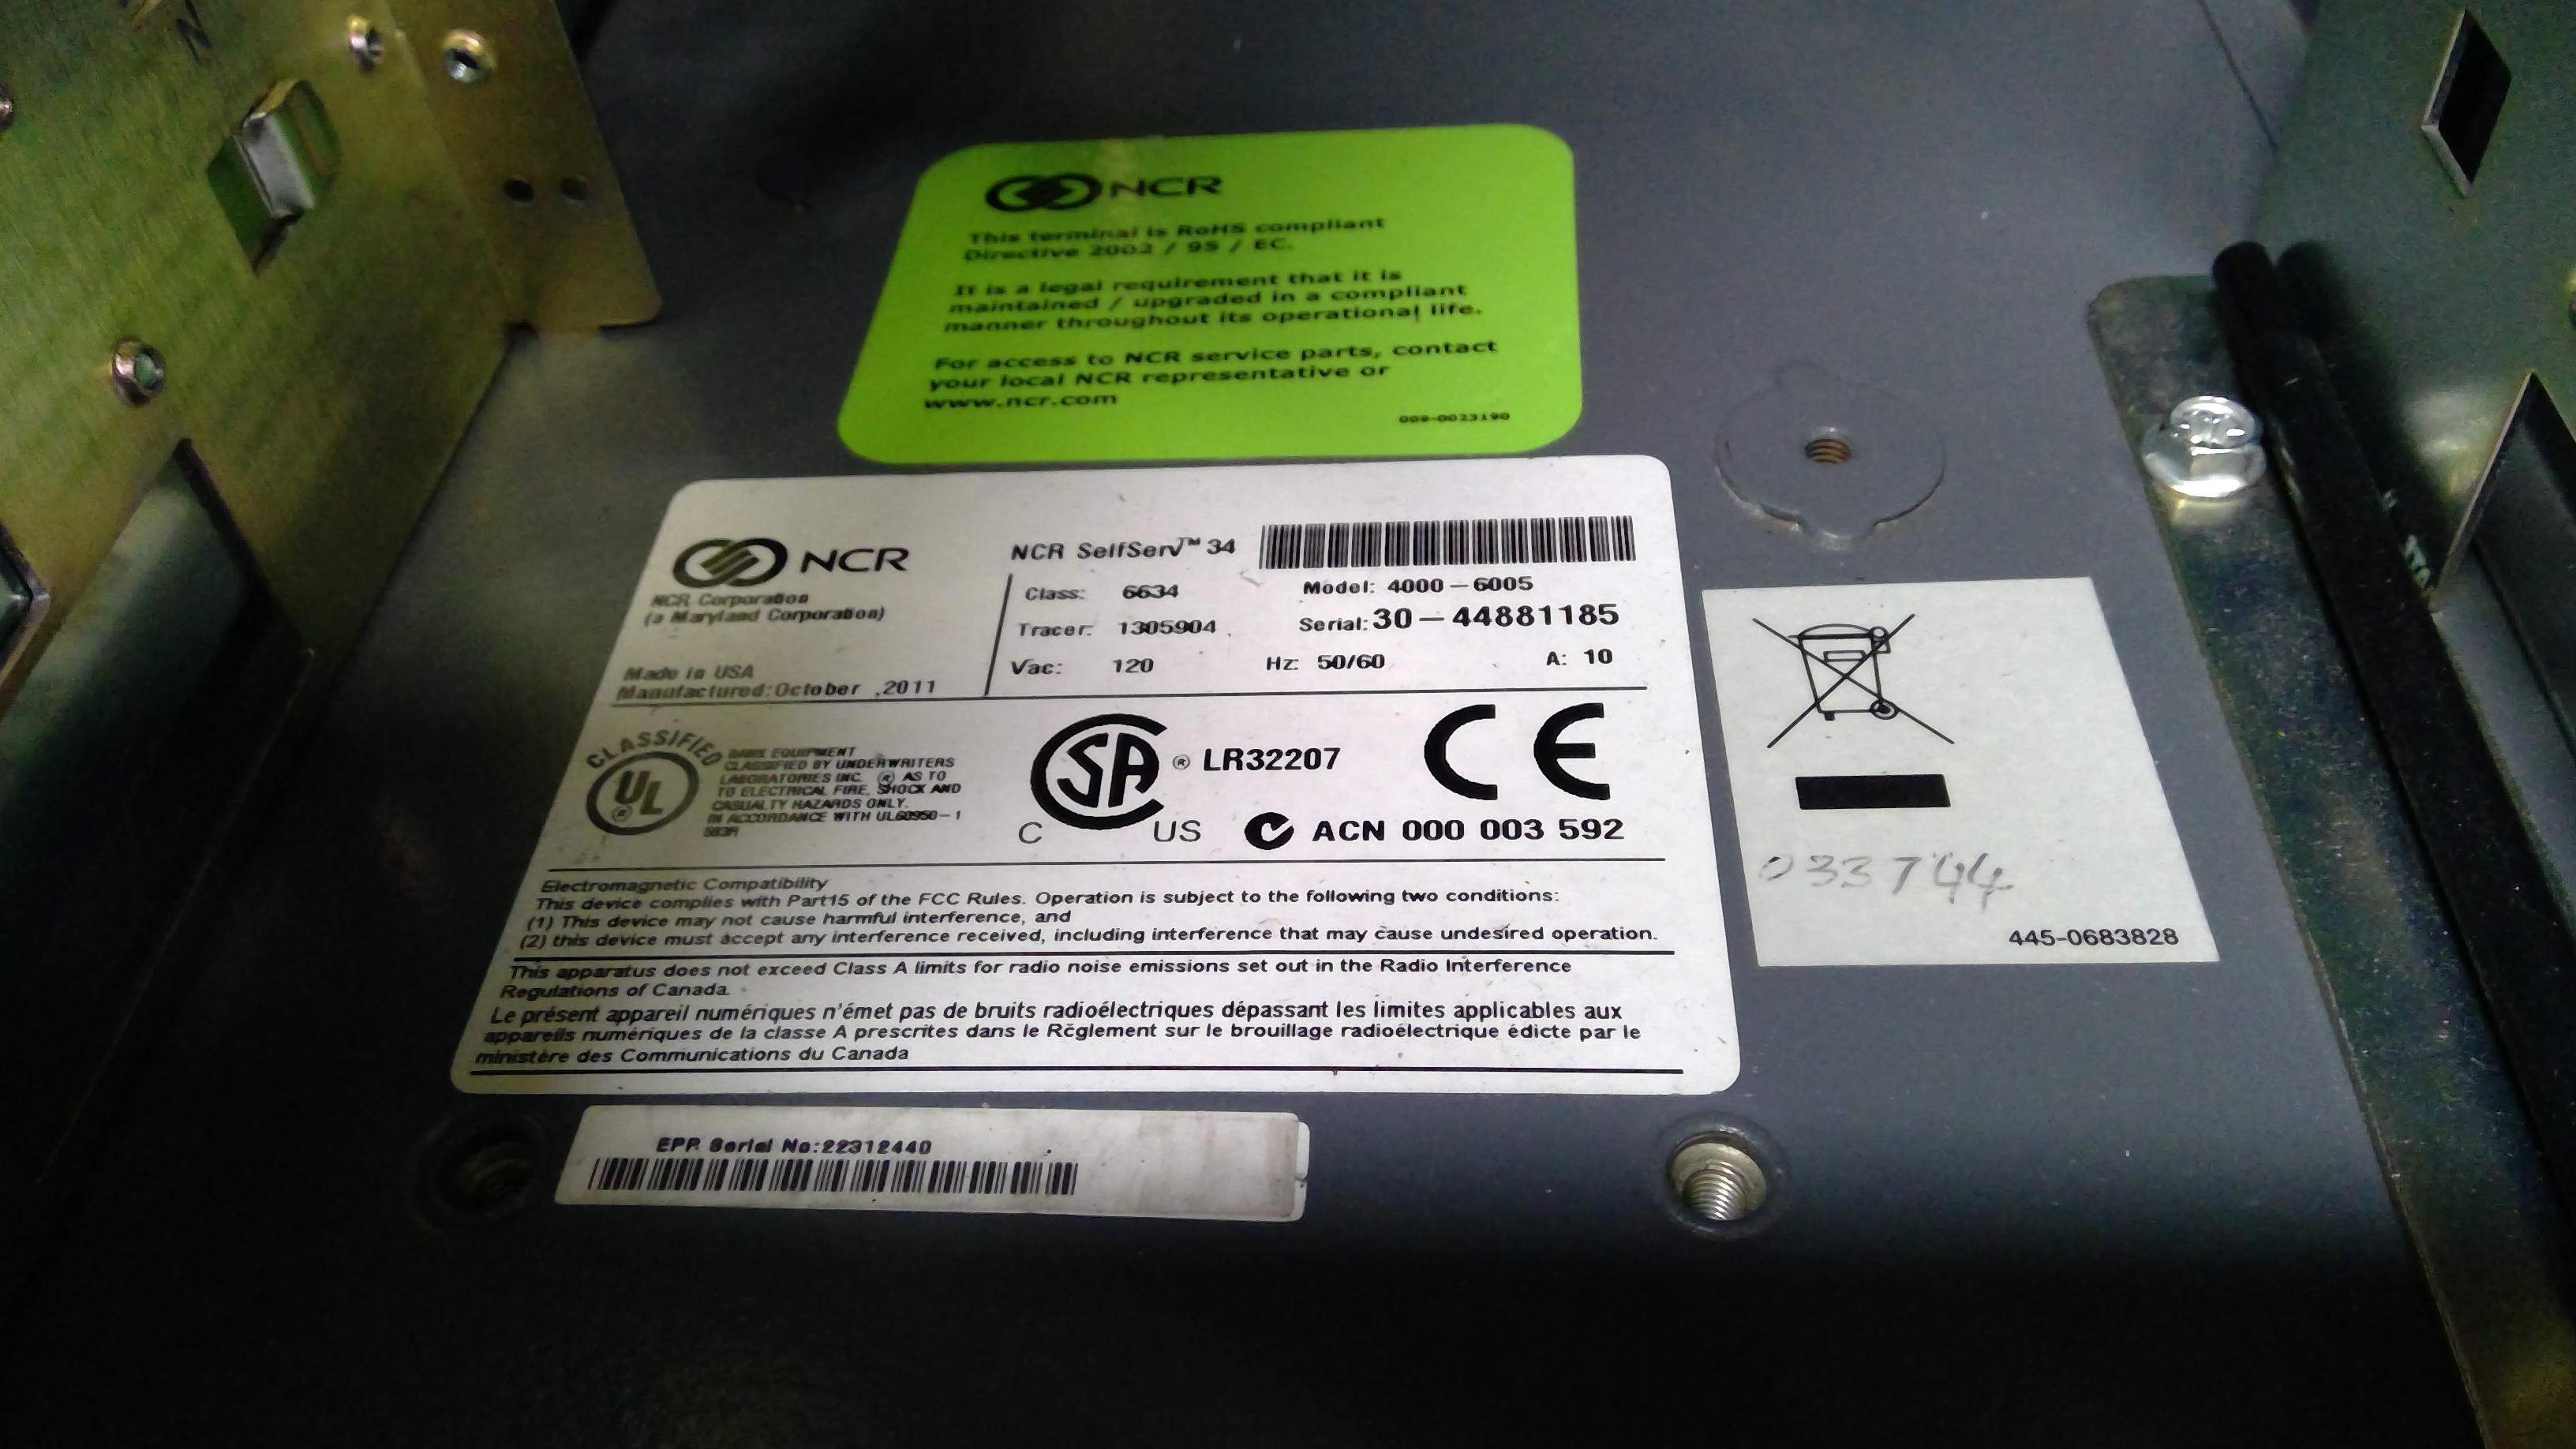 NCR
This terminal is RoHS compliant
Directive 2002 / 95 / EC.
It is a legal requirement that it is
maintained / upgraded in a compliant
manner throughout its operational life.
For access to NCR service parts, contact
your local NCR representative or
www.ncr.com
009-0023190
NCR
NCR Corporation
(a Maryland Corporation)
Made in USA
Manufactured: October ,2011
NCR SelfServ™ 34
Class: 6634
Model: 4000-6005
Tracer: 1305904
Serial: 30-44881185
Vac: 120
Hz: 50/60
A: 10
CLASSIFIED
UL ®
BANK EQUIPMENT
CLASSIFIED BY UNDERWRITERS
LABORATORIES INC. ® AS TO
TO ELECTRICAL FIRE, SHOCK AND
CASUALTY HAZARDS ONLY.
IN ACCORDANCE WITH UL60950-1
583R
SA ® LR32207
C US
CE
ACN 000 003 592
Electromagnetic Compatibility
This device complies with Part15 of the FCC Rules. Operation is subject to the following two conditions:
(1) This device may not cause harmful interference, and
(2) this device must accept any interference received, including interference that may cause undesired operation.
This apparatus does not exceed Class A limits for radio noise emissions set out in the Radio Interference
Regulations of Canada.
Le présent appareil numériques n'émet pas de bruits radioélectriques dépassant les limites applicables aux
appareils numériques de la classe A prescrites dans le Rčglement sur le brouillage radioélectrique édicte par le
ministère des Communications du Canada
033744
445-0683828
EPR Serial No:22312440